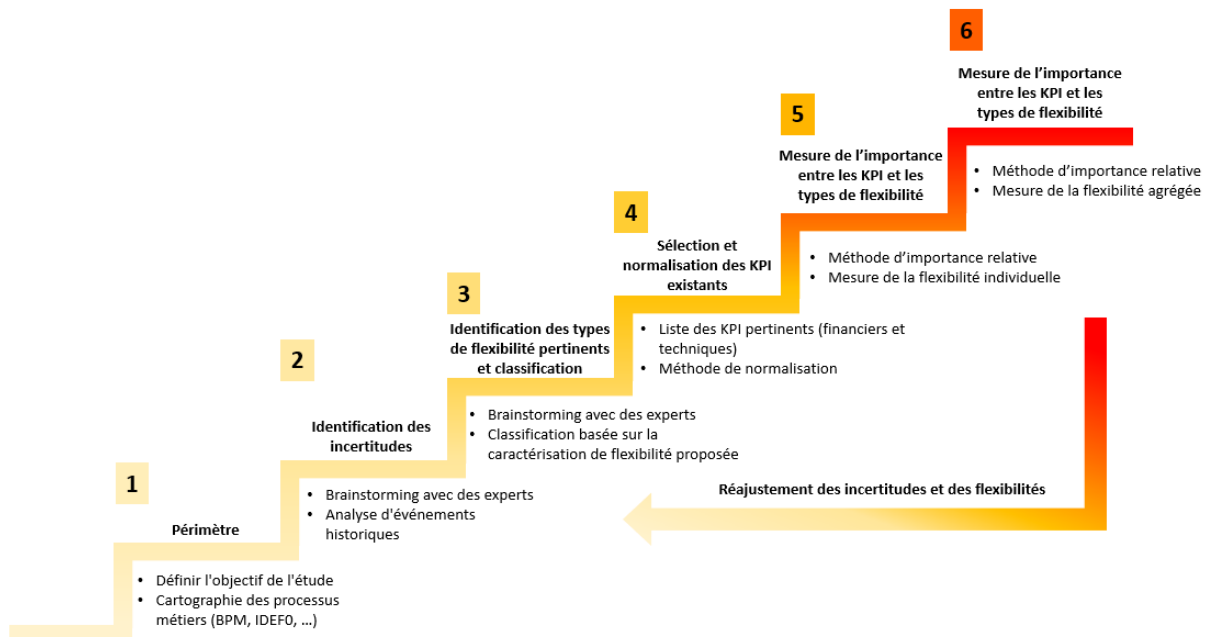 1
Périmètre
• Définir l'objectif de l'étude
• Cartographie des processus
métiers (BPM, IDEF0, ...)
2
Identification des
incertitudes
• Brainstorming avec des experts
• Analyse d'événements
historiques
3
Identification des types
de flexibilité pertinents
et classification
• Brainstorming avec des experts
• Classification basée sur la
caractérisation de flexibilité proposée
4
Sélection et
normalisation des KPI
existants
• Liste des KPI pertinents (financiers et
techniques)
• Méthode de normalisation
5
Mesure de l’importance
entre les KPI et les
types de flexibilité
• Méthode d’importance relative
• Mesure de la flexibilité individuelle
6
Mesure de l’importance
entre les KPI et les
types de flexibilité
• Méthode d’importance relative
• Mesure de la flexibilité agrégée
Réajustement des incertitudes et des flexibilités